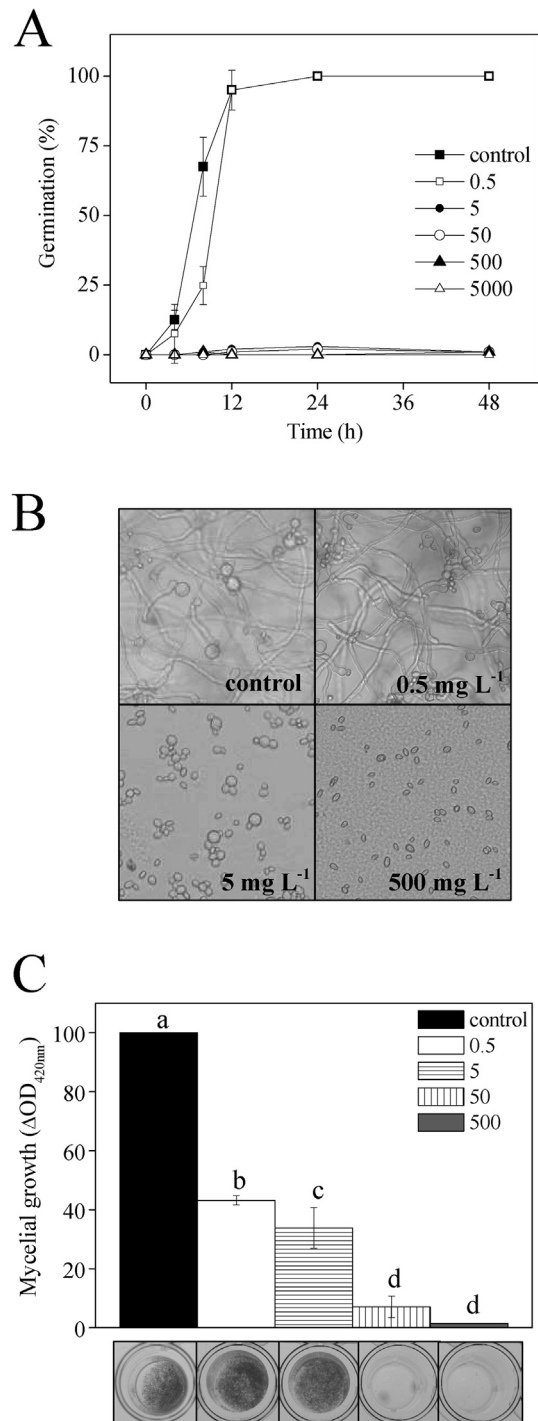 A
100
75
50
25
0
Germination (%)
control
0.5
5
50
500
5000
0 12 24 36 48
Time (h)
B
control
0.5 mg L⁻¹
5 mg L⁻¹
500 mg L⁻¹
C
100
80
60
40
20
0
Mycelial growth (ΔOD₄₂₀ₙₘ)
a
b
c
d
d
control
0.5
5
50
500